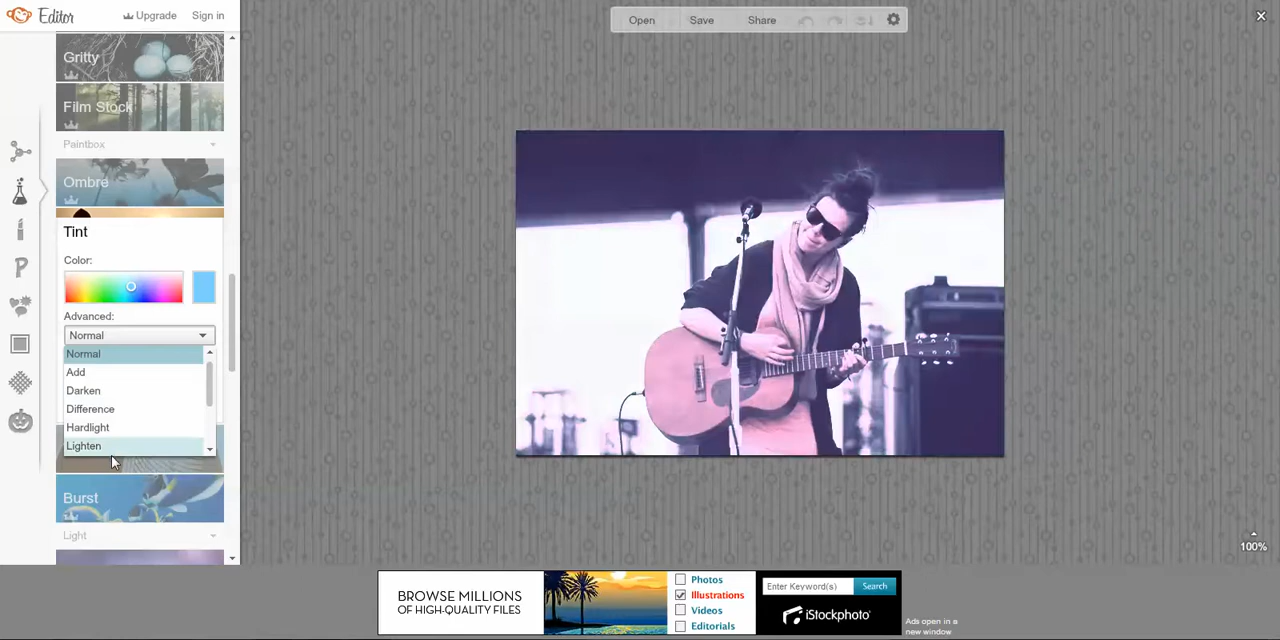 Editor
Upgrade
Sign in
Open
Save
Share
Gritty
Film Stock
Paintbox
Ombre
Tint
Color:
Advanced:
Normal
Normal
Add
Darken
Difference
Hardlight
Lighten
Burst
Light
100%
BROWSE MILLIONS
OF HIGH-QUALITY FILES
Photos
Illustrations
Videos
Editorials
Enter Keyword(s)
Search
iStockphoto
Ads open in a
new window